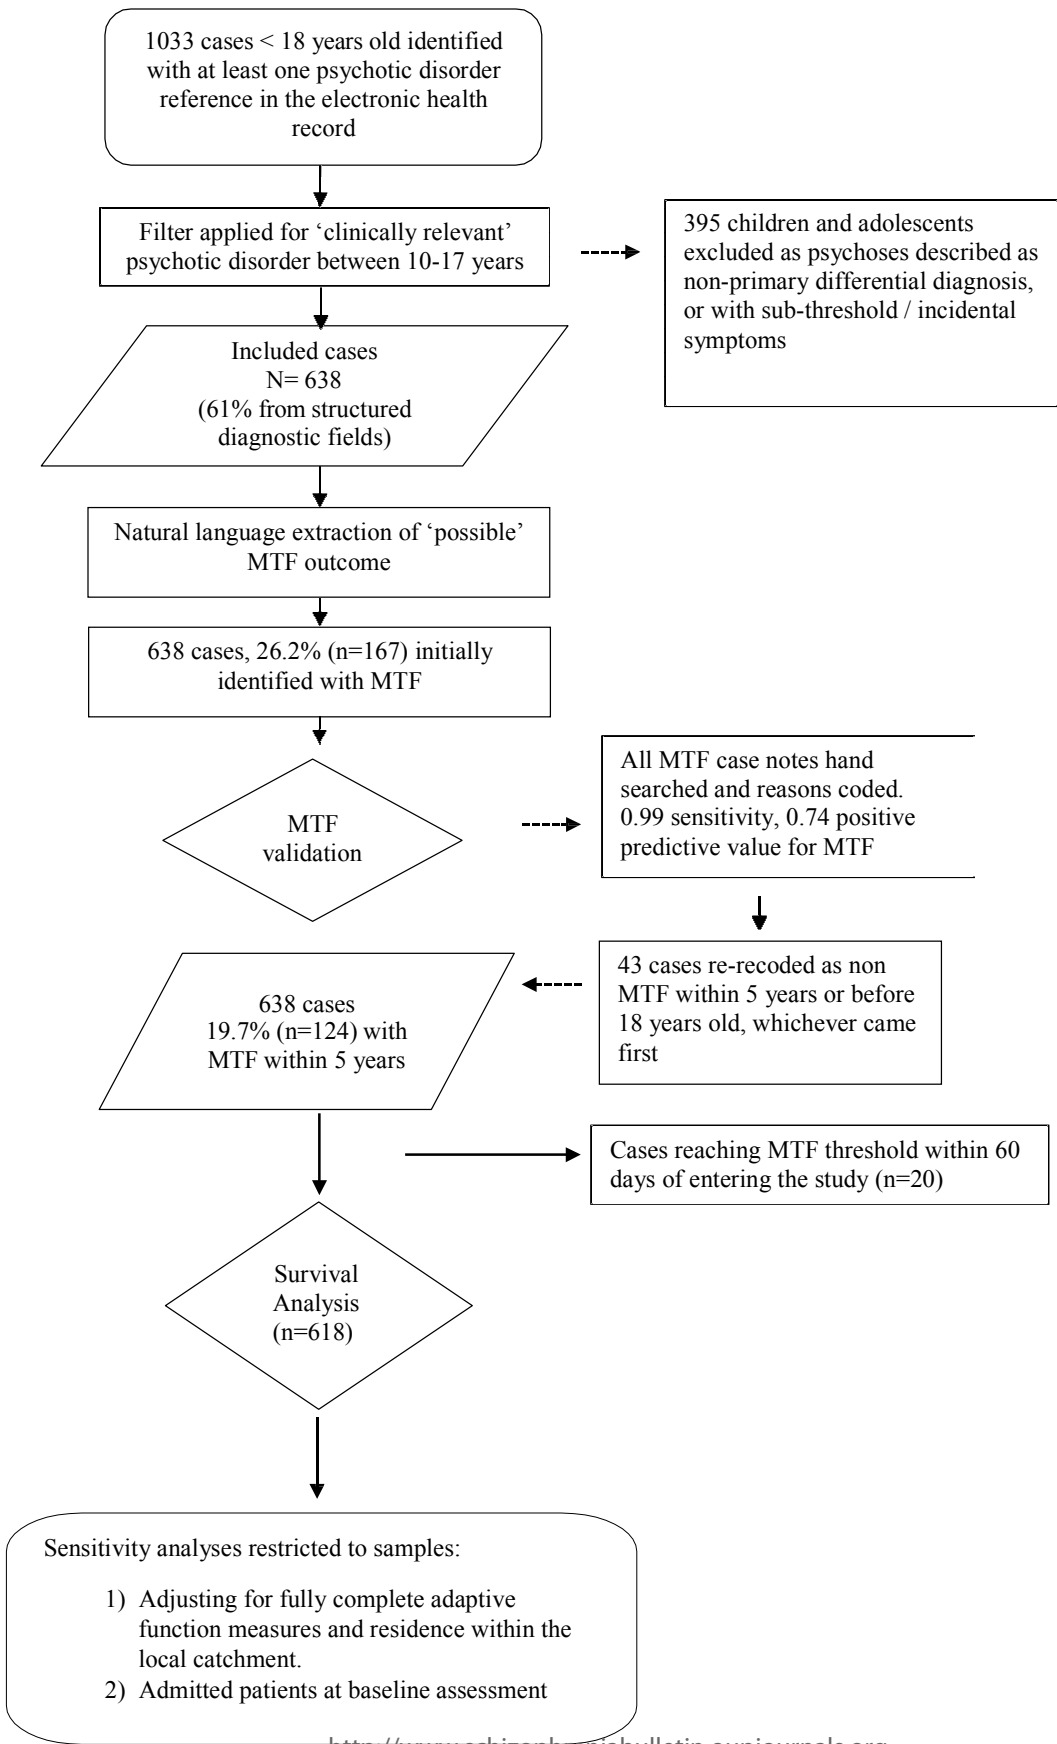 1033 cases < 18 years old identified
with at least one psychotic disorder
reference in the electronic health
record
Filter applied for ‘clinically relevant’
psychotic disorder between 10-17 years
395 children and adolescents
excluded as psychoses described as
non-primary differential diagnosis,
or with sub-threshold / incidental
symptoms
Included cases
N= 638
(61% from structured
diagnostic fields)
Natural language extraction of ‘possible’
MTF outcome
638 cases, 26.2% (n=167) initially
identified with MTF
MTF
validation
All MTF case notes hand
searched and reasons coded.
0.99 sensitivity, 0.74 positive
predictive value for MTF
43 cases re-recoded as non
MTF within 5 years or before
18 years old, whichever came
first
638 cases
19.7% (n=124) with
MTF within 5 years
Cases reaching MTF threshold within 60
days of entering the study (n=20)
Survival
Analysis
(n=618)
Sensitivity analyses restricted to samples:
1) Adjusting for fully complete adaptive
function measures and residence within the
local catchment.
2) Admitted patients at baseline assessment